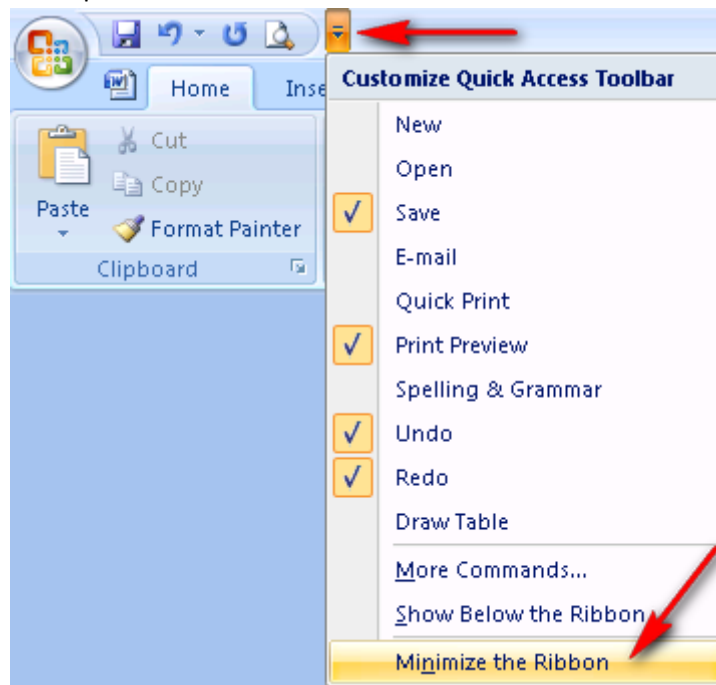 Home Inse
Cut
Copy
Paste
Format Painter
Clipboard
Customize Quick Access Toolbar
New
Open
Save
E-mail
Quick Print
Print Preview
Spelling & Grammar
Undo
Redo
Draw Table
More Commands...
Show Below the Ribbon
Minimize the Ribbon